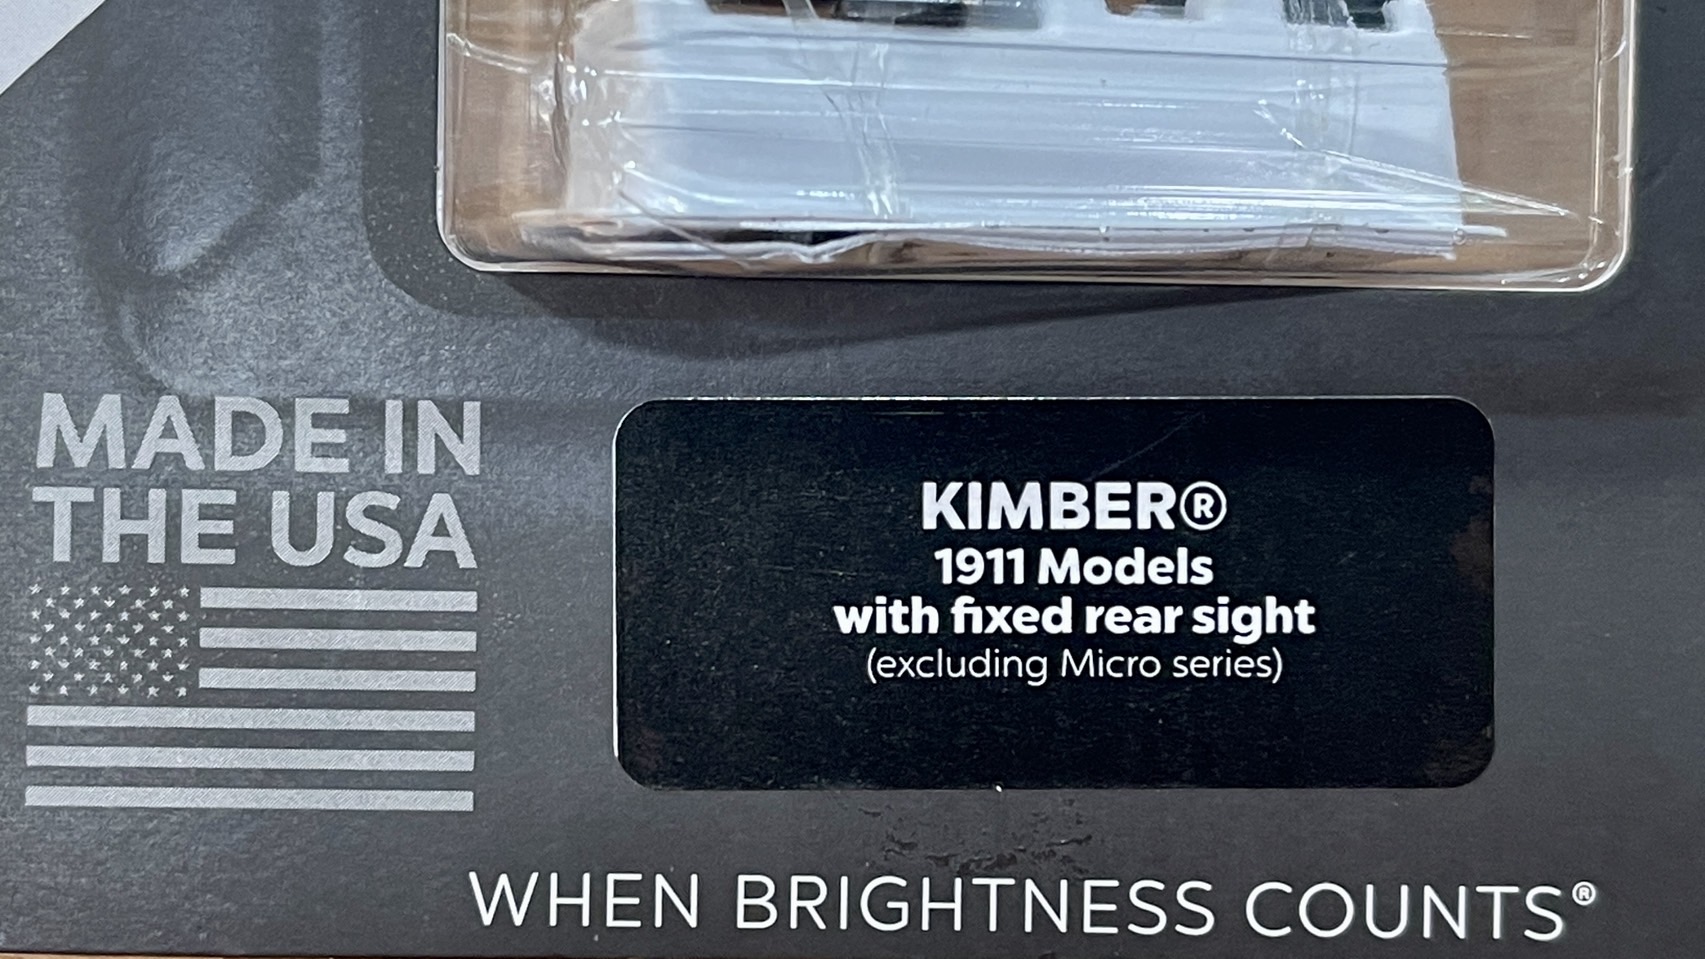 MADE IN
THE USA
KIMBER®
1911 Models
with fixed rear sight
(excluding Micro series)
WHEN BRIGHTNESS COUNTS®